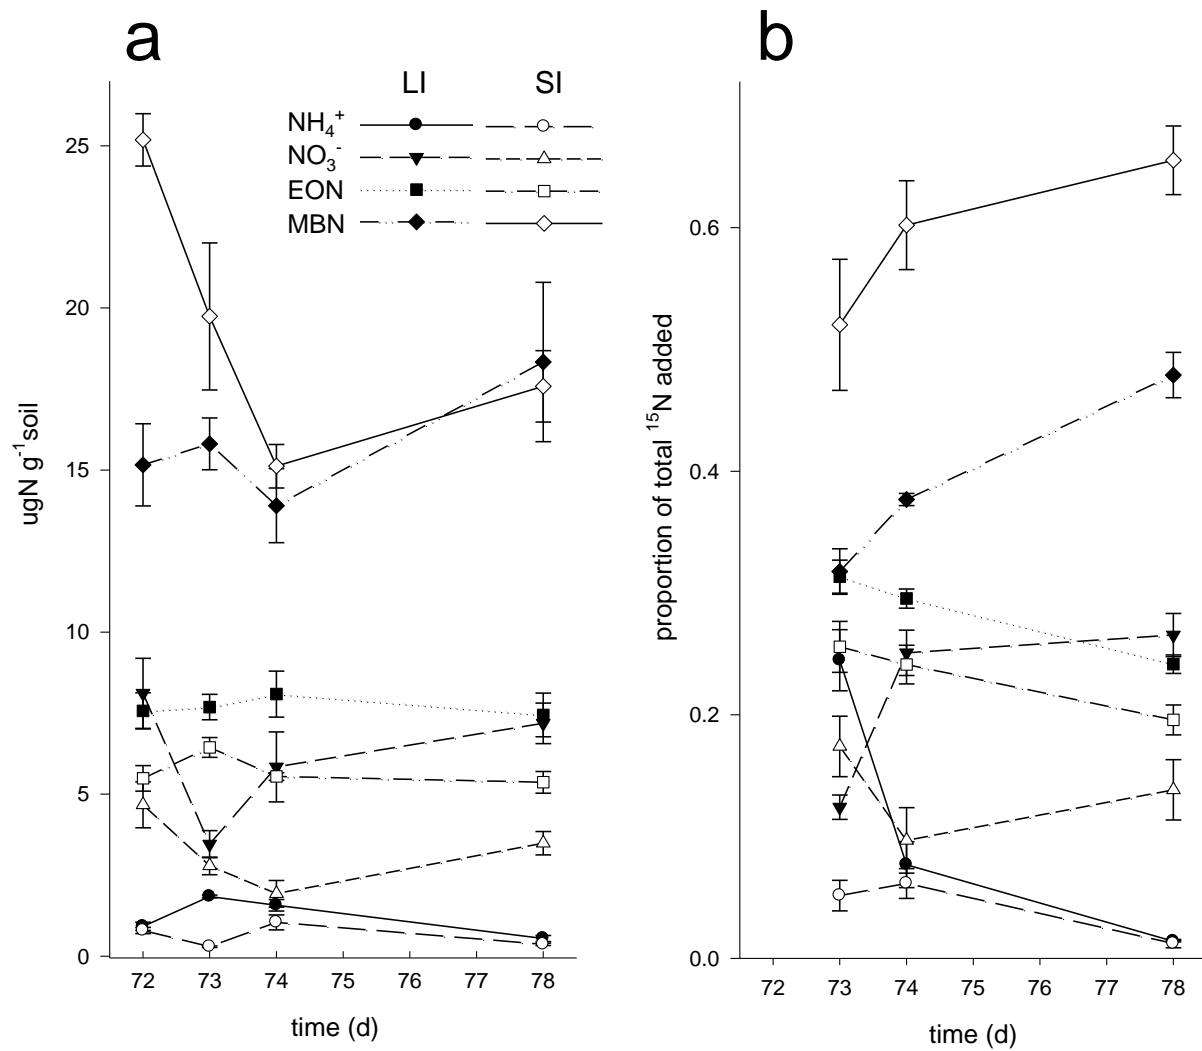 a
LI SI
NH4+
NO3-
EON
MBN
25
20
15
10
5
0
72 73 74 75 76 77 78
time (d)
ugN g-1soil
b
0.6
0.4
0.2
0.0
72 73 74 75 76 77 78
time (d)
proportion of total 15N added